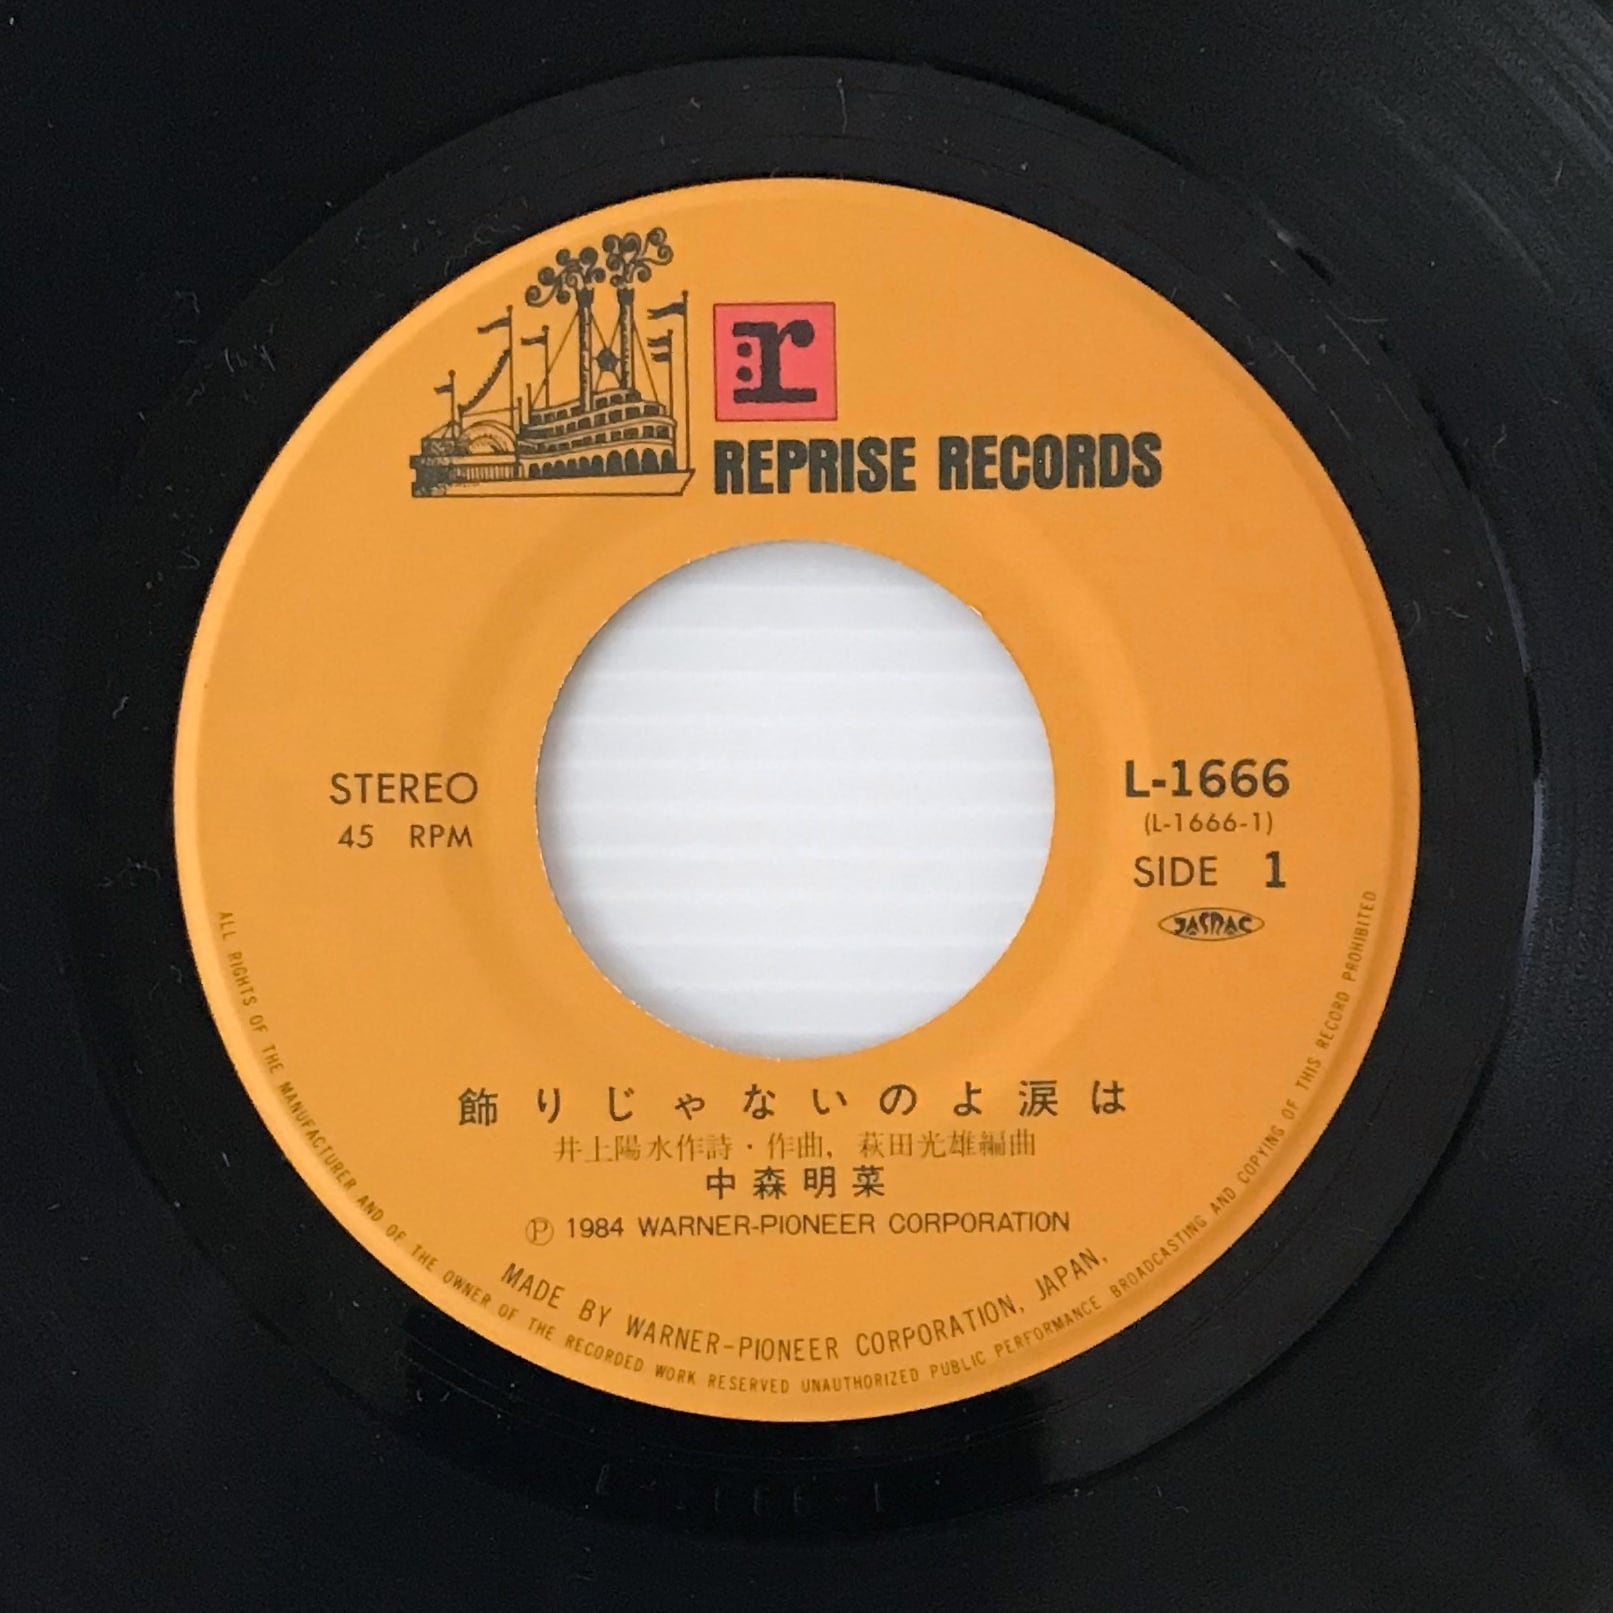 r
REPRISE RECORDS
STEREO
45 RPM
L-1666
(L-1666-1)
SIDE 1
JASRAC
飾りじゃないのよ涙は
井上陽水作詩・作曲, 萩田光雄編曲
中森明菜
Ⓟ 1984 WARNER-PIONEER CORPORATION
MADE BY WARNER-PIONEER CORPORATION, JAPAN,
ALL RIGHTS OF THE MANUFACTURER AND OF THE OWNER OF THE RECORDED WORK RESERVED UNAUTHORIZED PUBLIC PERFORMANCE BROADCASTING AND COPYING OF THIS RECORD PROHIBITED